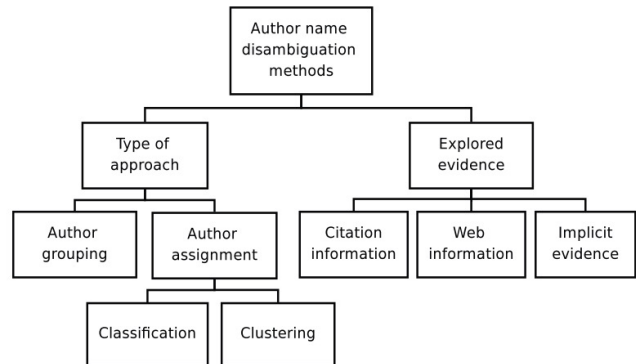 Author name
disambiguation
methods
Type of
approach
Explored
evidence
Author
grouping
Author
assignment
Citation
information
Web
information
Implicit
evidence
Classification
Clustering